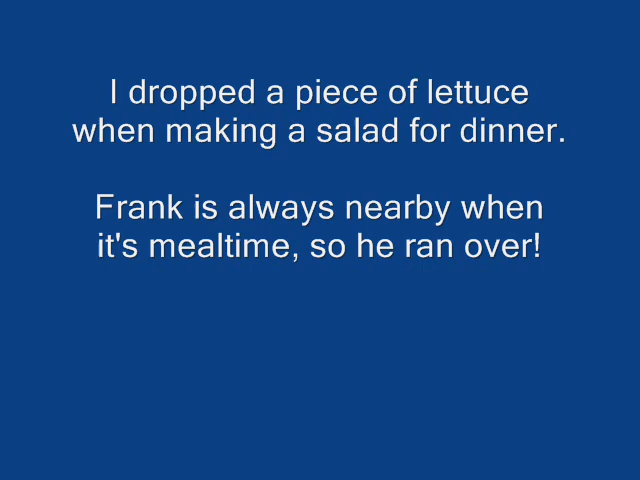 I dropped a piece of lettuce
when making a salad for dinner.
Frank is always nearby when
it's mealtime, so he ran over!